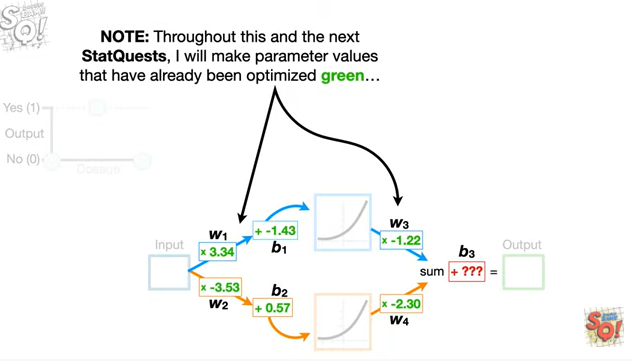 NOTE: Throughout this and the next
StatQuests, I will make parameter values
that have already been optimized green…
Yes (1)
Output
No (0)
Dosage
w1
+ -1.43
w3
Input
x 3.34
b1
x -1.22
b3
Output
sum + ??? =
x -3.53
b2
x -2.30
w2
+ 0.57
w4
SQ!